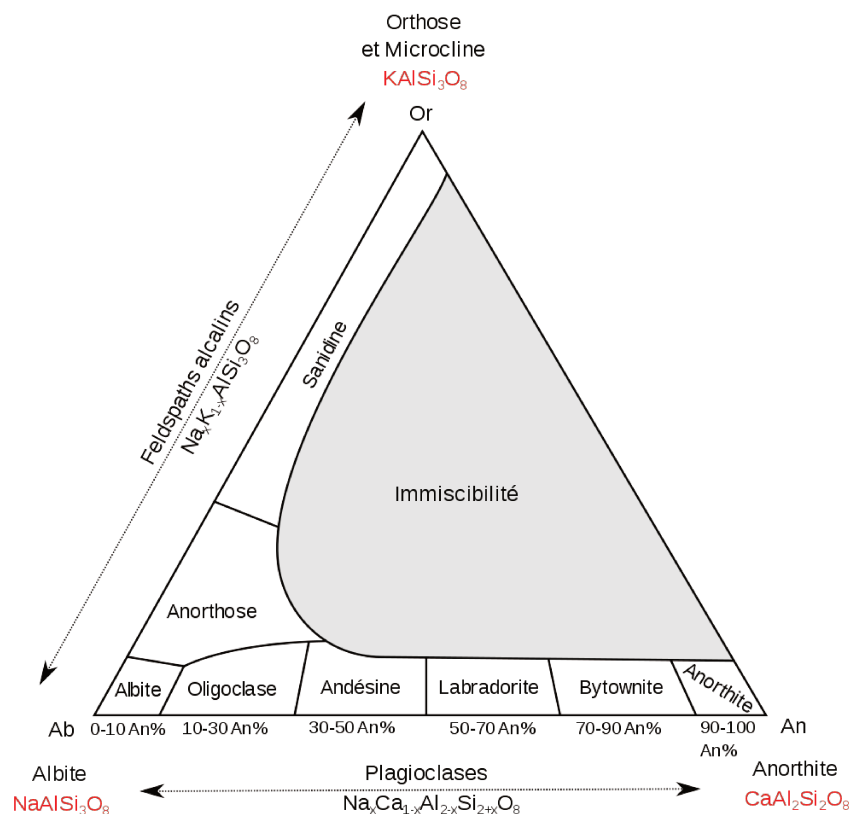 Orthose
et Microcline
KAlSi₃O₈
Or
Feldspaths alcalins
NaₓK₁₋ₓAlSi₃O₈
Sanidine
Immiscibilité
Anorthose
Albite
Oligoclase
Andésine
Labradorite
Bytownite
Anorthite
Ab
0-10 An%
10-30 An%
30-50 An%
50-70 An%
70-90 An%
90-100
An%
An
Albite
NaAlSi₃O₈
Plagioclases
NaₓCa₁₋ₓAl₂₋ₓSi₂₊ₓO₈
Anorthite
CaAl₂Si₂O₈